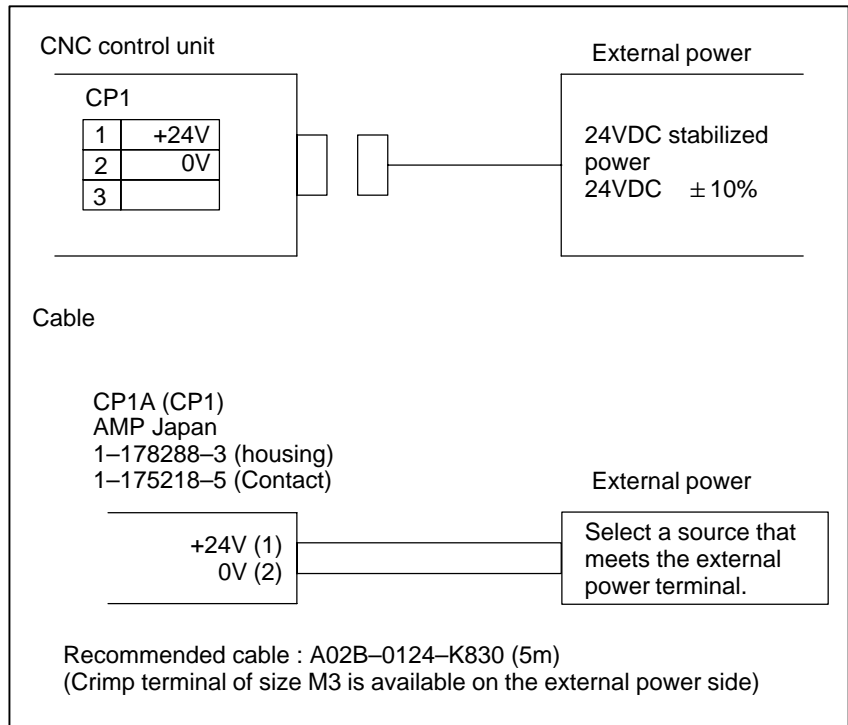 CNC control unit
External power
CP1
1 +24V
2 0V
3
24VDC stabilized
power
24VDC ±10%
Cable
CP1A (CP1)
AMP Japan
1–178288–3 (housing)
1–175218–5 (Contact)
External power
+24V (1)
0V (2)
Select a source that
meets the external
power terminal.
Recommended cable : A02B–0124–K830 (5m)
(Crimp terminal of size M3 is available on the external power side)